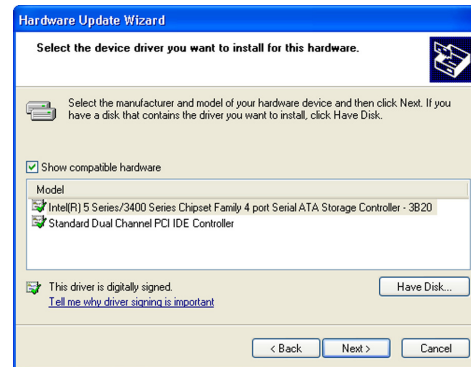 Hardware Update Wizard
Select the device driver you want to install for this hardware.
Select the manufacturer and model of your hardware device and then click Next. If you
have a disk that contains the driver you want to install, click Have Disk.
Show compatible hardware
Model
Intel(R) 5 Series/3400 Series Chipset Family 4 port Serial ATA Storage Controller - 3B20
Standard Dual Channel PCI IDE Controller
This driver is digitally signed.
Have Disk...
Tell me why driver signing is important
< Back
Next >
Cancel